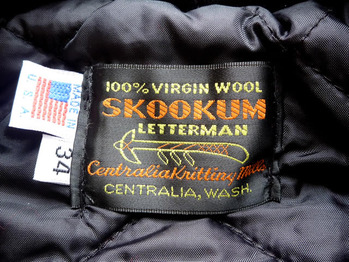 100% VIRGIN WOOL
SKOOKUM
LETTERMAN
Centralia Knitting Mills
CENTRALIA, WASH.
MADE IN
U S A
34